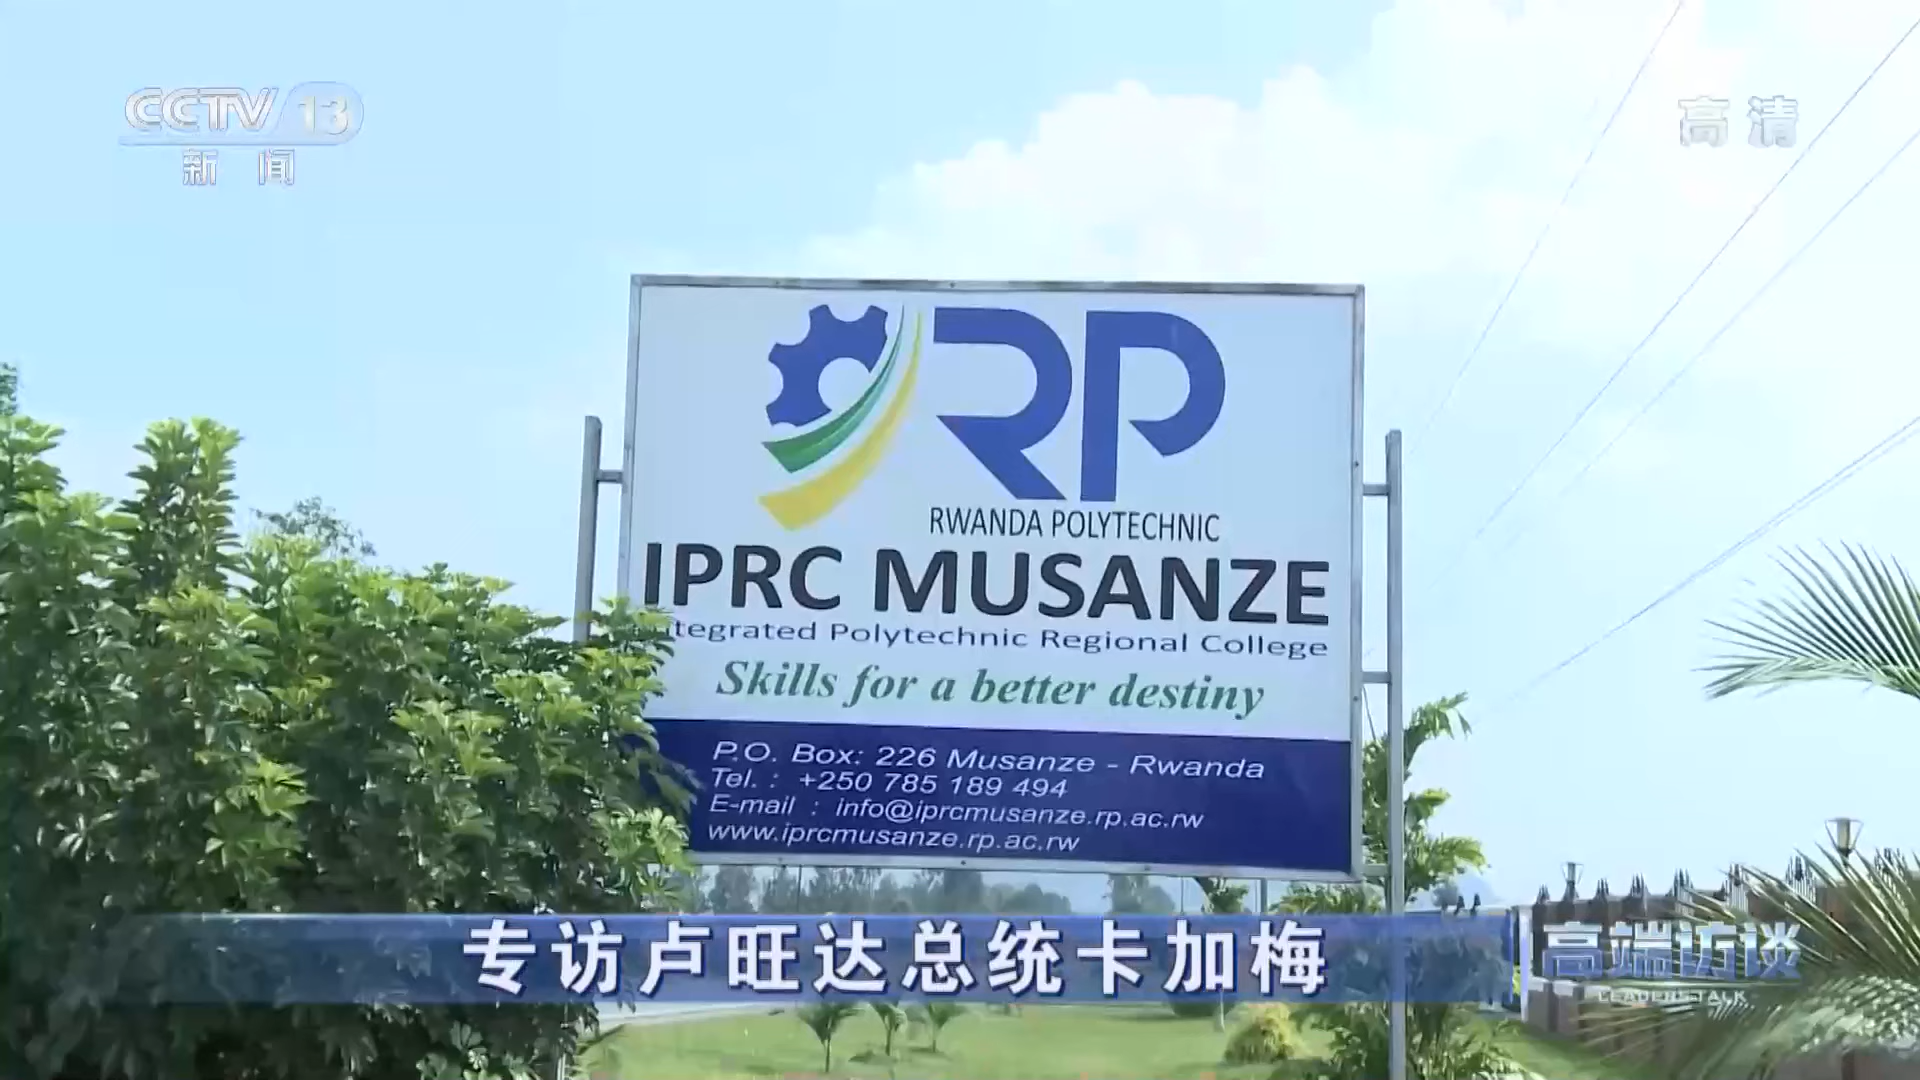 CCTV 13
新闻
高清
RP
RWANDA POLYTECHNIC
IPRC MUSANZE
tegrated Polytechnic Regional College
Skills for a better destiny
P.O. Box: 226 Musanze - Rwanda
Tel. : +250 785 189 494
E-mail : info@iprcmusanze.rp.ac.rw
www.iprcmusanze.rp.ac.rw
专访卢旺达总统卡加梅
高端访谈
LEADERS TALK